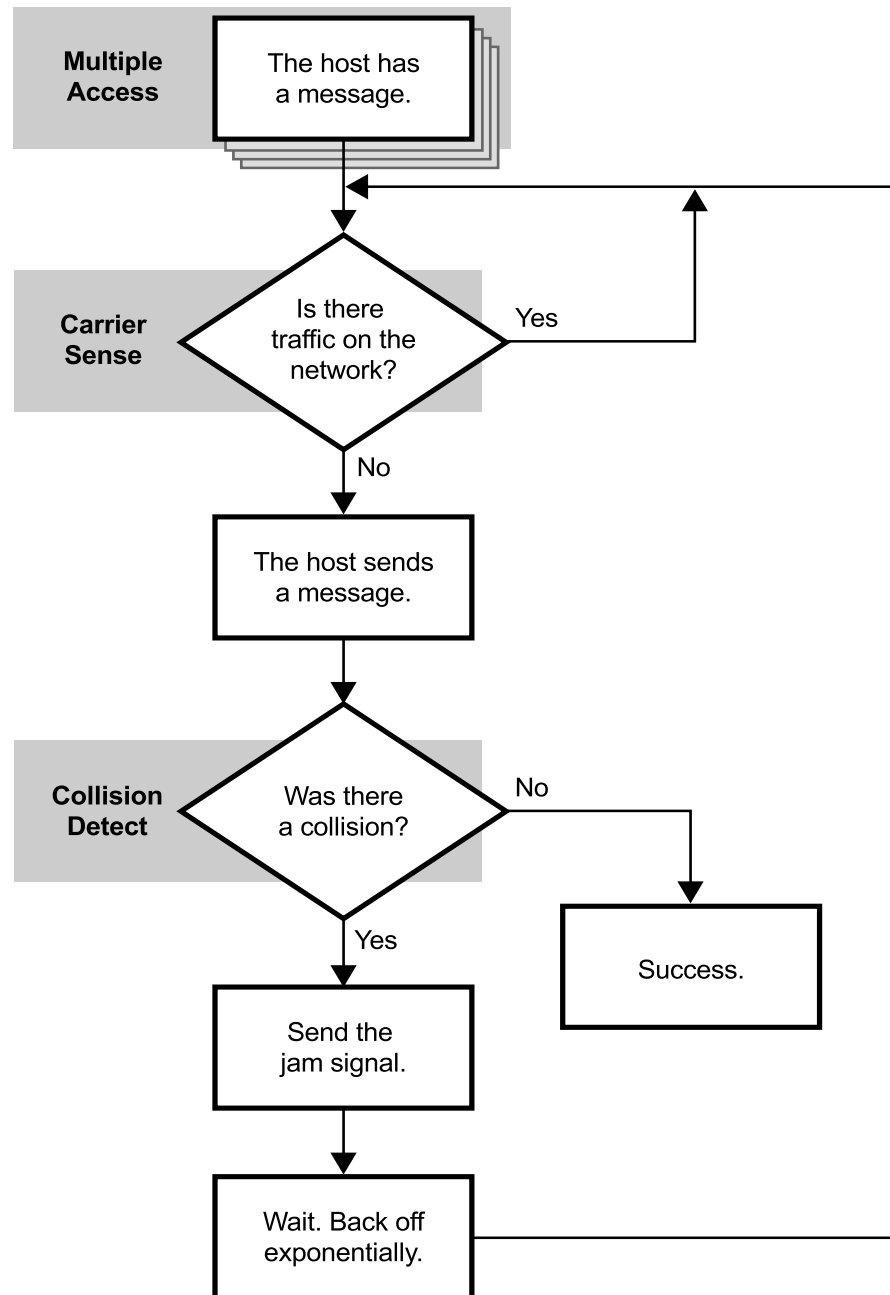 Multiple
Access
The host has
a message.
Carrier
Sense
Is there
traffic on the
network?
Yes
No
The host sends
a message.
Collision
Detect
Was there
a collision?
No
Yes
Success.
Send the
jam signal.
Wait. Back off
exponentially.